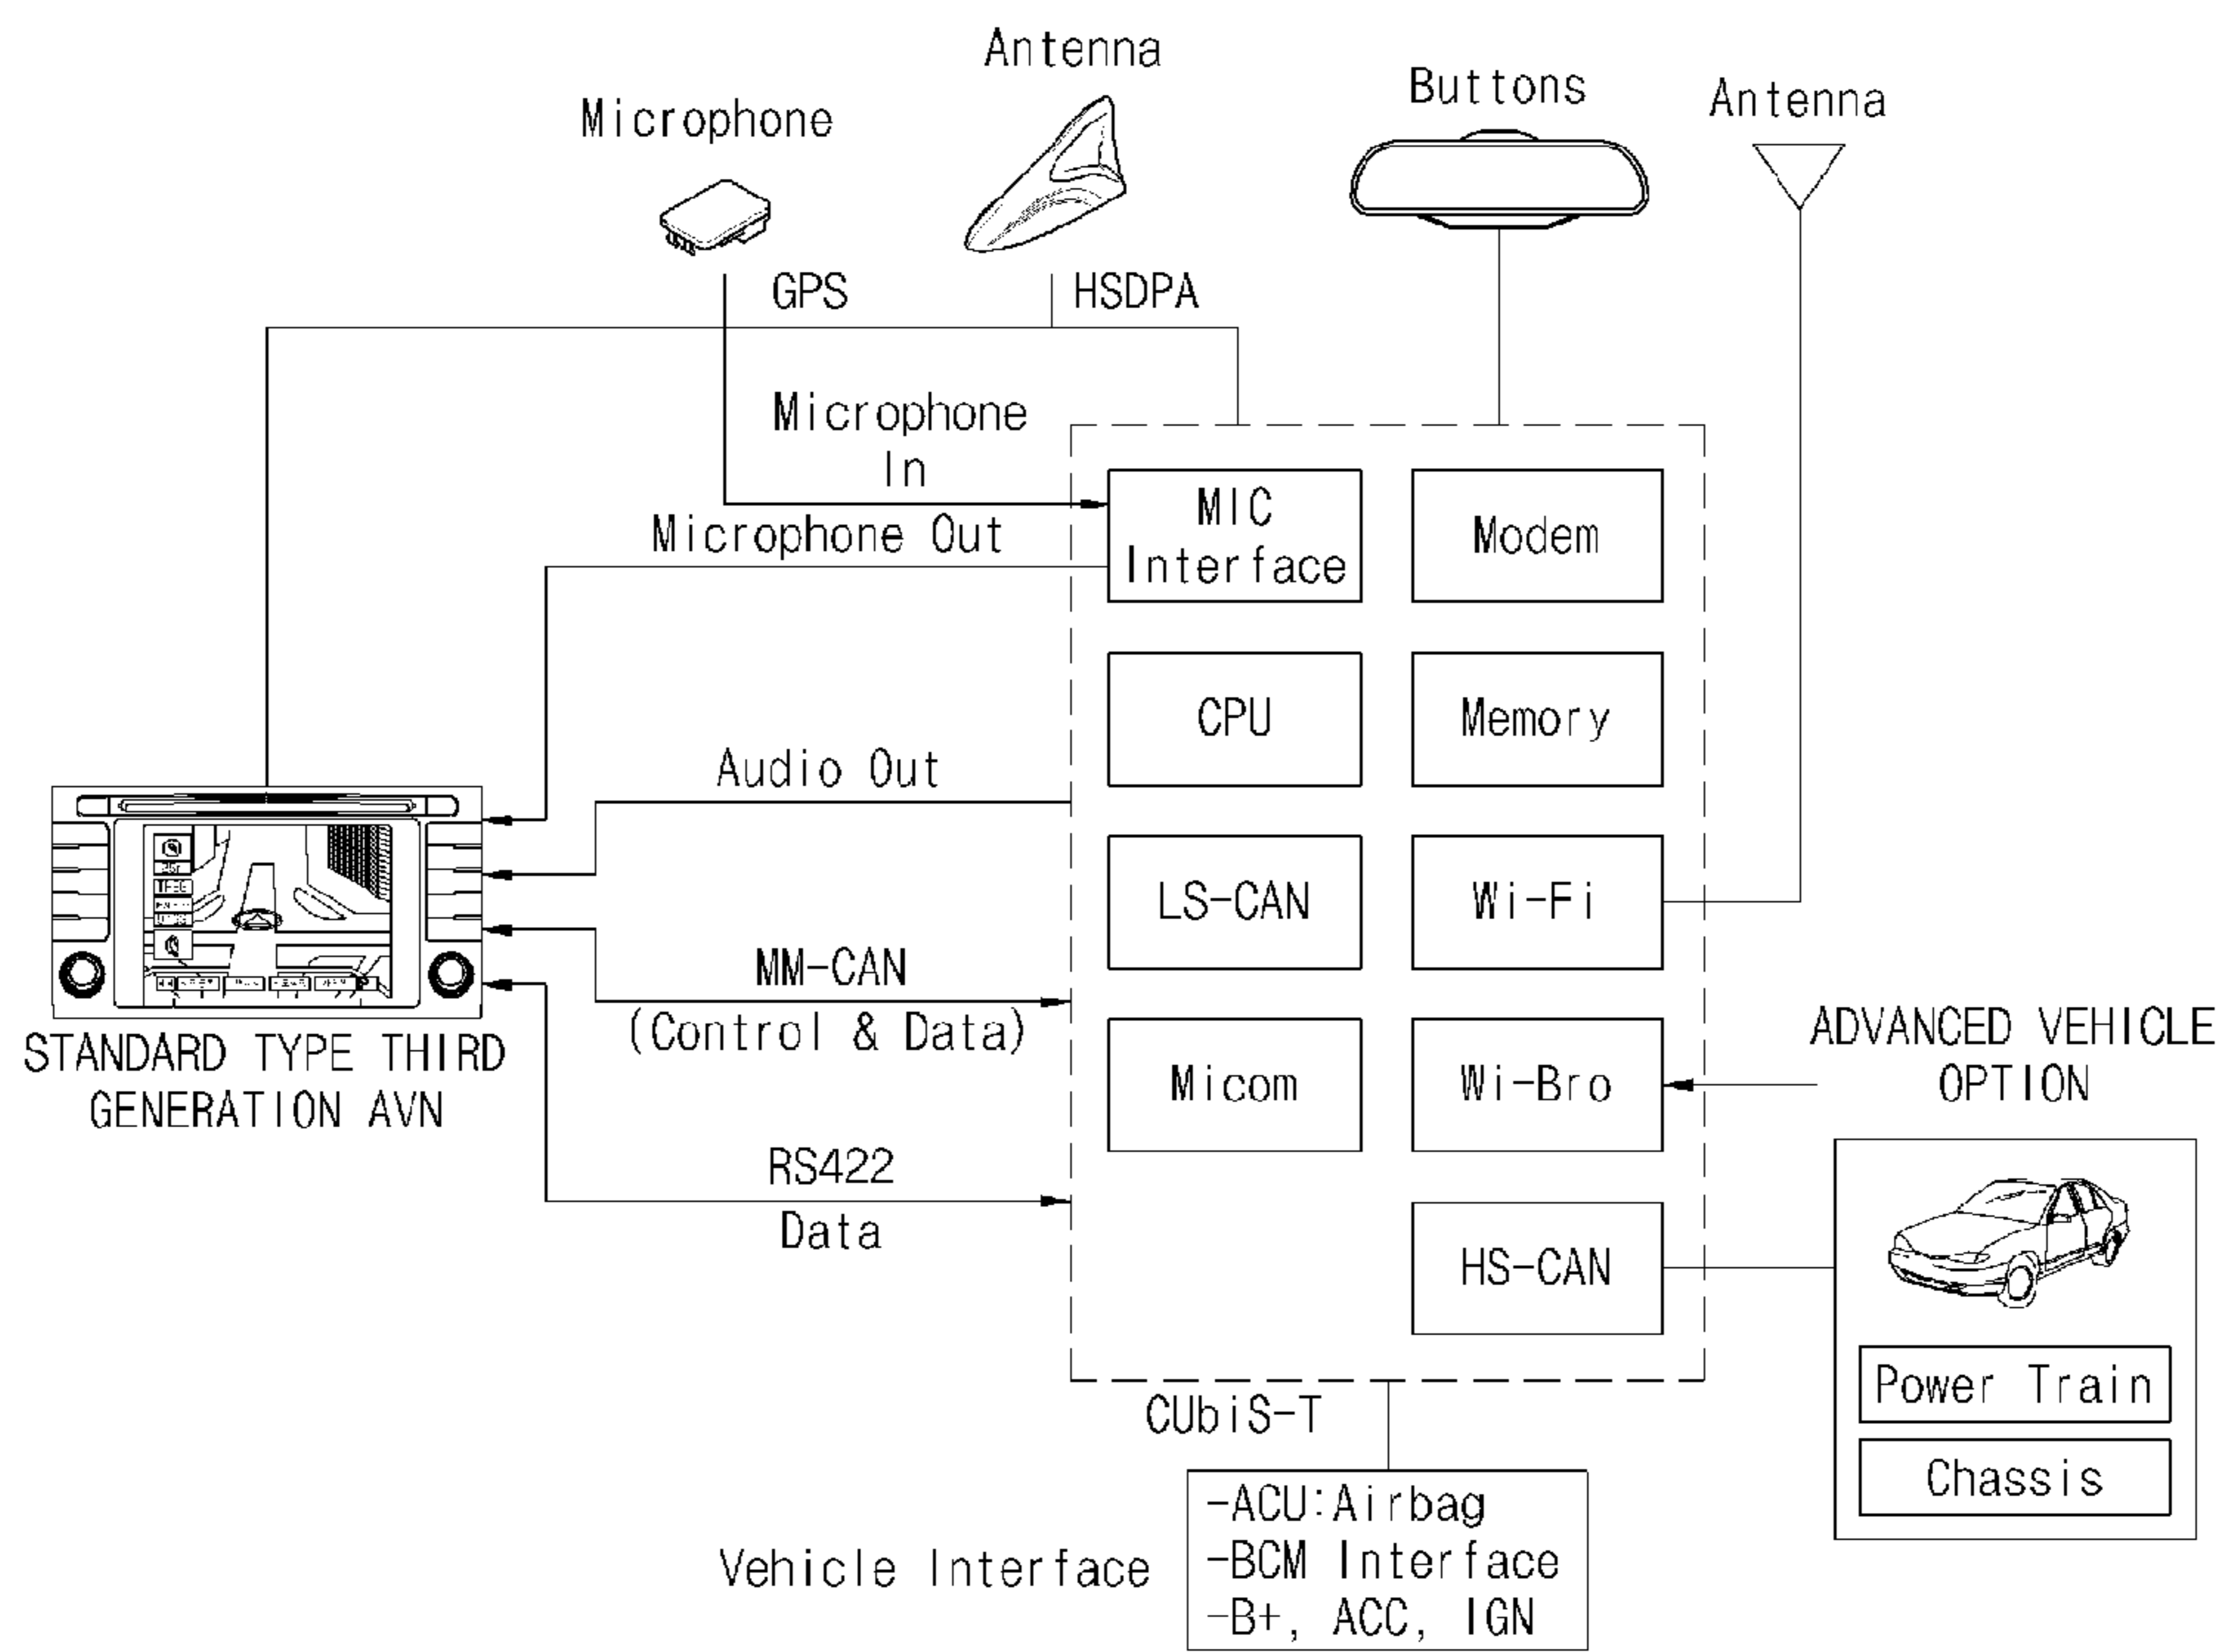 Antenna
Microphone
Buttons
Antenna
GPS
HSDPA
Microphone
In
Microphone Out
MIC
Interface
Modem
CPU
Memory
Audio Out
LS-CAN
Wi-Fi
MM-CAN
(Control & Data)
STANDARD TYPE THIRD
GENERATION AVN
Micom
Wi-Bro
ADVANCED VEHICLE
OPTION
RS422
Data
HS-CAN
Power Train
Chassis
CUbiS-T
Vehicle Interface
-ACU:Airbag
-BCM Interface
-B+, ACC, IGN